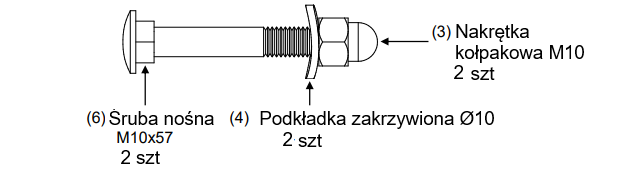 (3) Nakrętka
kołpakowa M10
2 szt
(6) Śruba nośna
M10x57
2 szt
(4) Podkładka zakrzywiona Ø10
2 szt